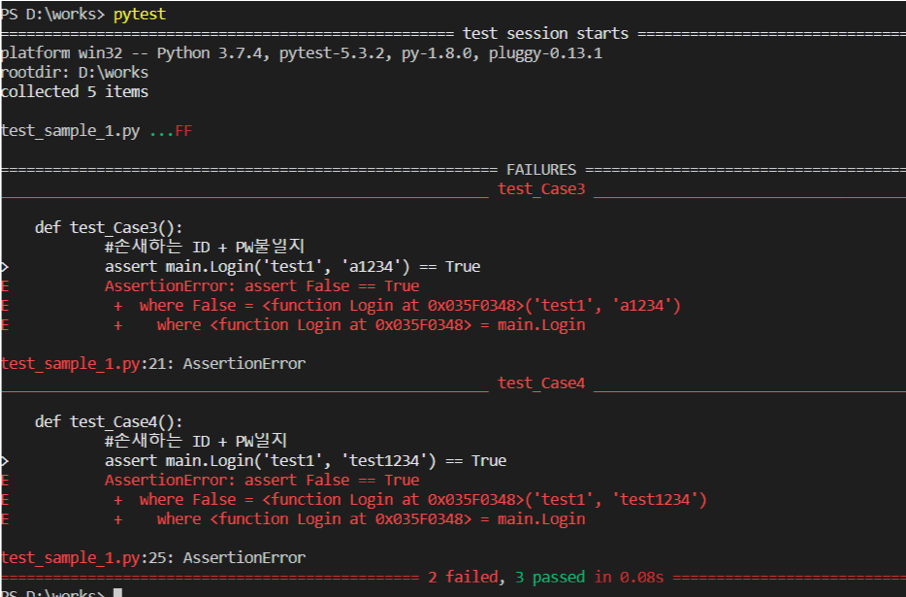 PS D:\works> pytest
==================================================== test session starts ===============================
platform win32 -- Python 3.7.4, pytest-5.3.2, py-1.8.0, pluggy-0.13.1
rootdir: D:\works
collected 5 items
test_sample_1.py ...FF
========================================================= FAILURES =====================================
________________________________________________________ test_Case3 ____________________________________
def test_Case3():
#손새하는 ID + PW불일지
> assert main.Login('test1', 'a1234') == True
E AssertionError: assert False == True
E + where False = <function Login at 0x035F0348>('test1', 'a1234')
E + where <function Login at 0x035F0348> = main.Login
test_sample_1.py:21: AssertionError
________________________________________________________ test_Case4 ____________________________________
def test_Case4():
#손새하는 ID + PW일지
> assert main.Login('test1', 'test1234') == True
E AssertionError: assert False == True
E + where False = <function Login at 0x035F0348>('test1', 'test1234')
E + where <function Login at 0x035F0348> = main.Login
test_sample_1.py:25: AssertionError
================================================ 2 failed, 3 passed in 0.08s ===========================
PS D:\works>